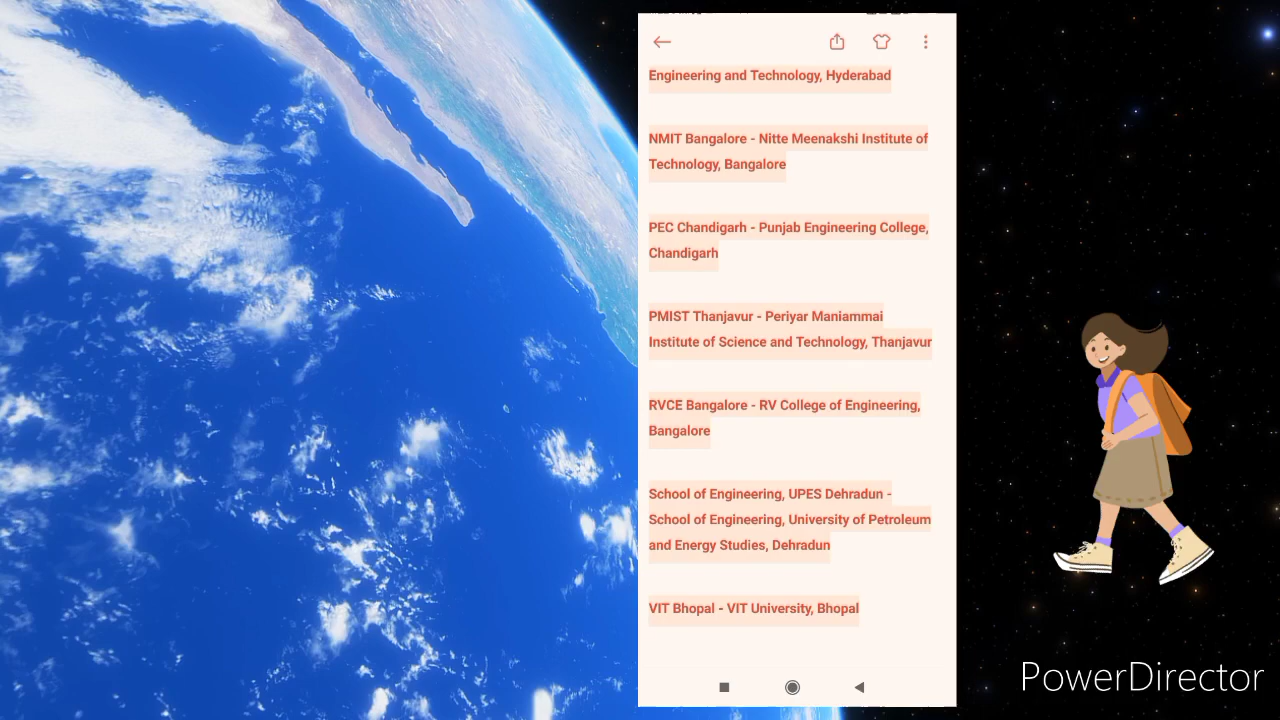 Engineering and Technology, Hyderabad
NMIT Bangalore - Nitte Meenakshi Institute of
Technology, Bangalore
PEC Chandigarh - Punjab Engineering College,
Chandigarh
PMIST Thanjavur - Periyar Maniammai
Institute of Science and Technology, Thanjavur
RVCE Bangalore - RV College of Engineering,
Bangalore
School of Engineering, UPES Dehradun -
School of Engineering, University of Petroleum
and Energy Studies, Dehradun
VIT Bhopal - VIT University, Bhopal
PowerDirector